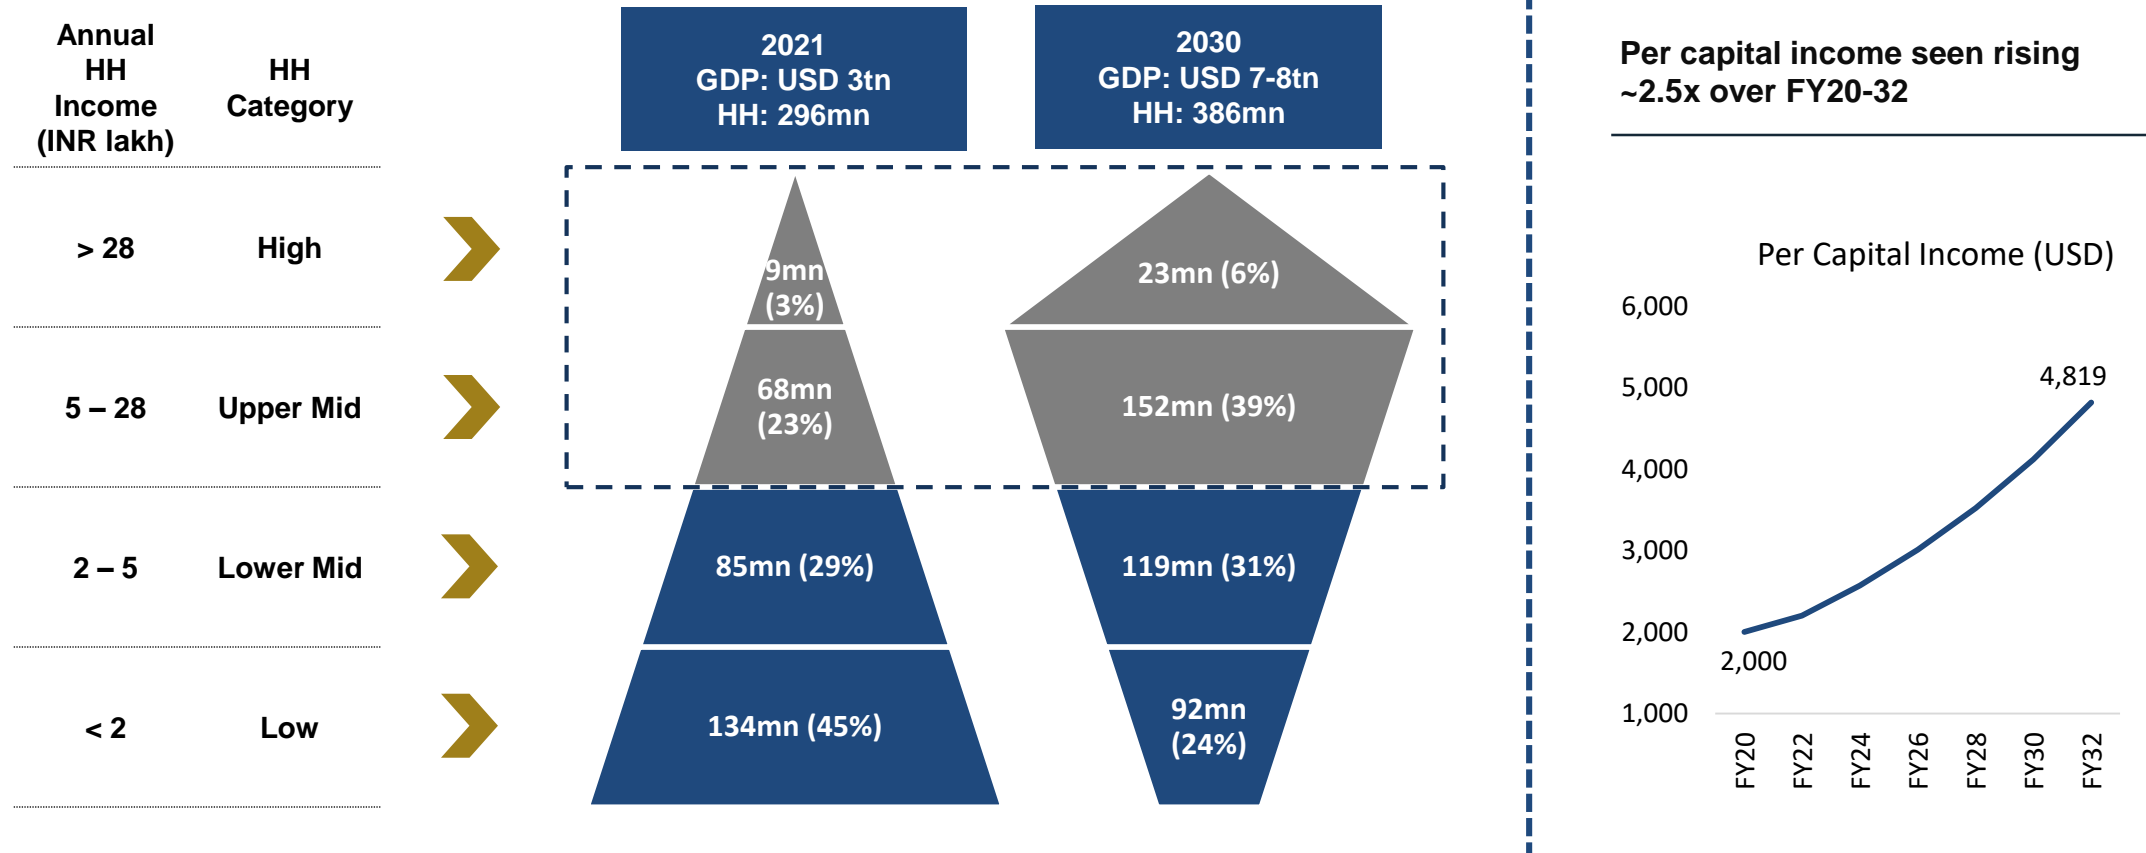 Annual
HH
Income
(INR lakh)
HH
Category
2021
GDP: USD 3tn
HH: 296mn
2030
GDP: USD 7-8tn
HH: 386mn
> 28
High
9mn
(3%)
23mn (6%)
5 – 28
Upper Mid
68mn
(23%)
152mn (39%)
2 – 5
Lower Mid
85mn (29%)
119mn (31%)
< 2
Low
134mn (45%)
92mn
(24%)
Per capital income seen rising
~2.5x over FY20-32
Per Capital Income (USD)
6,000
5,000
4,000
3,000
2,000
1,000
4,819
2,000
FY20
FY22
FY24
FY26
FY28
FY30
FY32